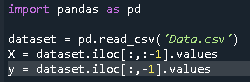 import pandas as pd
dataset = pd.read_csv('Data.csv')
X = dataset.iloc[:,:-1].values
y = dataset.iloc[:,-1].values